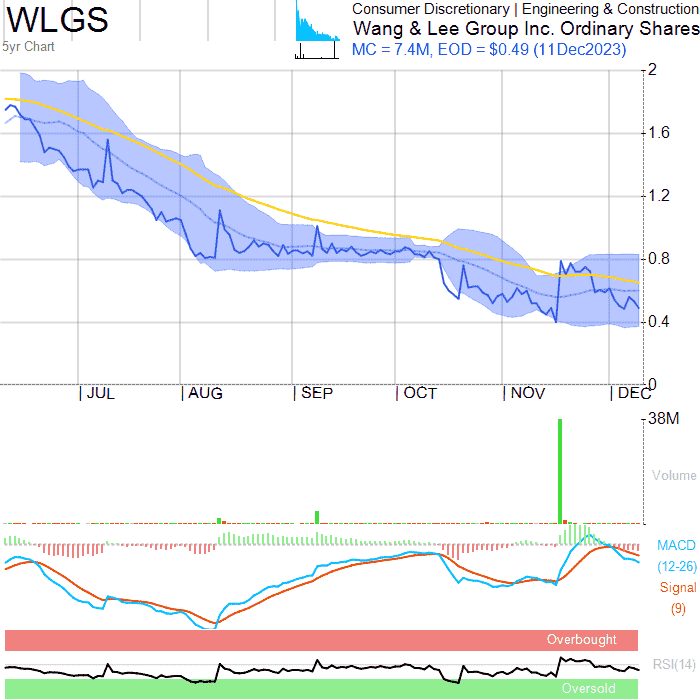 WLGS
5yr Chart
Consumer Discretionary | Engineering & Construction
Wang & Lee Group Inc. Ordinary Shares
MC = 7.4M, EOD = $0.49 (11Dec2023)
2
1.6
1.2
0.8
0.4
0
JUL AUG SEP OCT NOV DEC
38M
Volume
MACD
(12-26)
Signal
(9)
Overbought
RSI(14)
Oversold